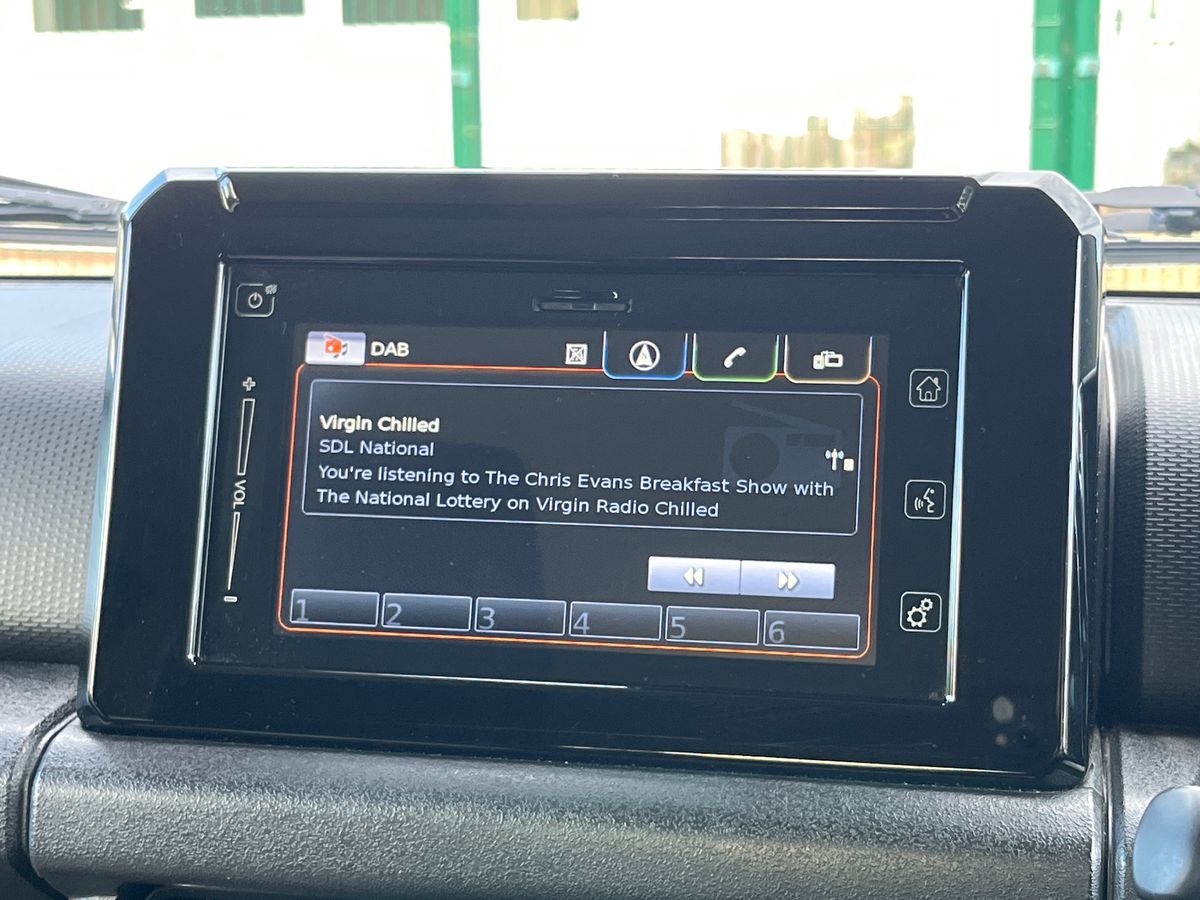 DAB
Virgin Chilled
SDL National
You're listening to The Chris Evans Breakfast Show with
The National Lottery on Virgin Radio Chilled
+
VOL
-
1 2 3 4 5 6